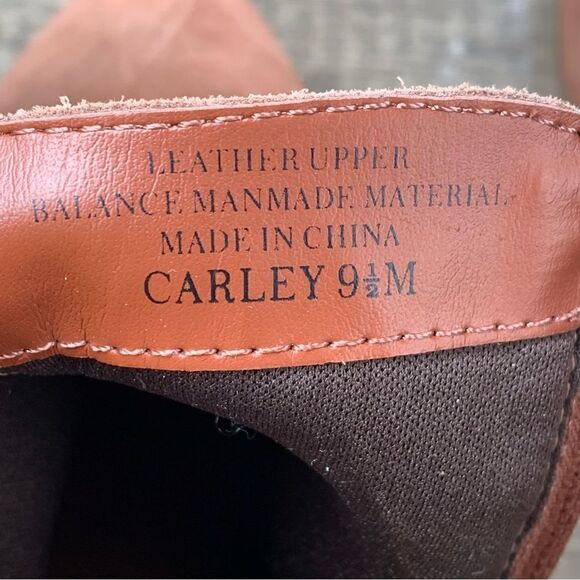 LEATHER UPPER
BALANCE MANMADE MATERIAL
MADE IN CHINA
CARLEY 9½M